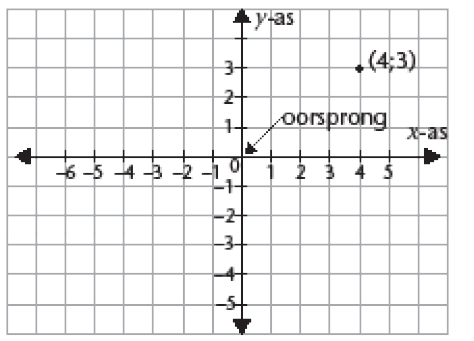 y-as
(4;3)
3
2
1
oorsprong
x-as
–6 –5 –4 –3 –2 –1 0 1 2 3 4 5
–1
–2
–3
–4
–5